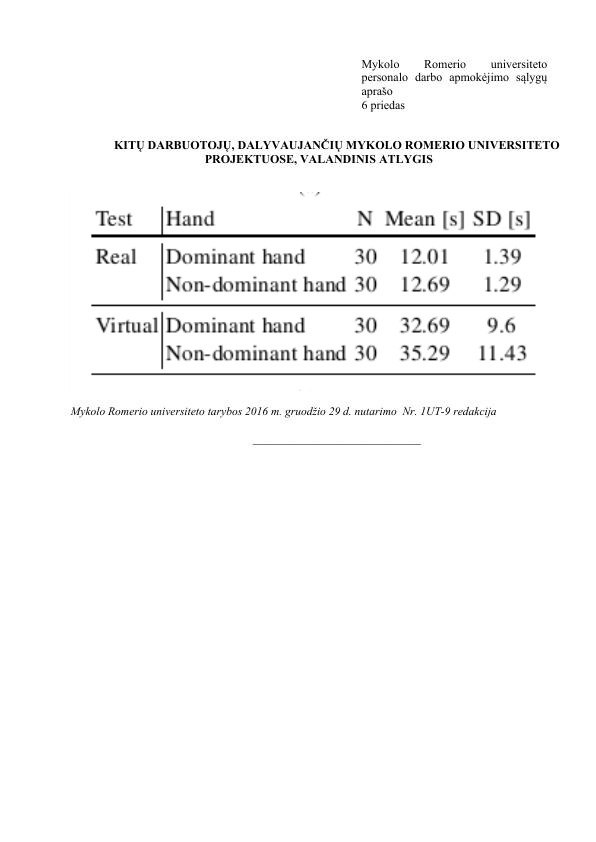 Mykolo Romerio universiteto
personalo darbo apmokėjimo sąlygų
aprašo
6 priedas
KITŲ DARBUOTOJŲ, DALYVAUJANČIŲ MYKOLO ROMERIO UNIVERSITETO
PROJEKTUOSE, VALANDINIS ATLYGIS
Test Hand N Mean [s] SD [s]
Real Dominant hand 30 12.01 1.39
Non-dominant hand 30 12.69 1.29
Virtual Dominant hand 30 32.69 9.6
Non-dominant hand 30 35.29 11.43
Mykolo Romerio universiteto tarybos 2016 m. gruodžio 29 d. nutarimo Nr. 1UT-9 redakcija